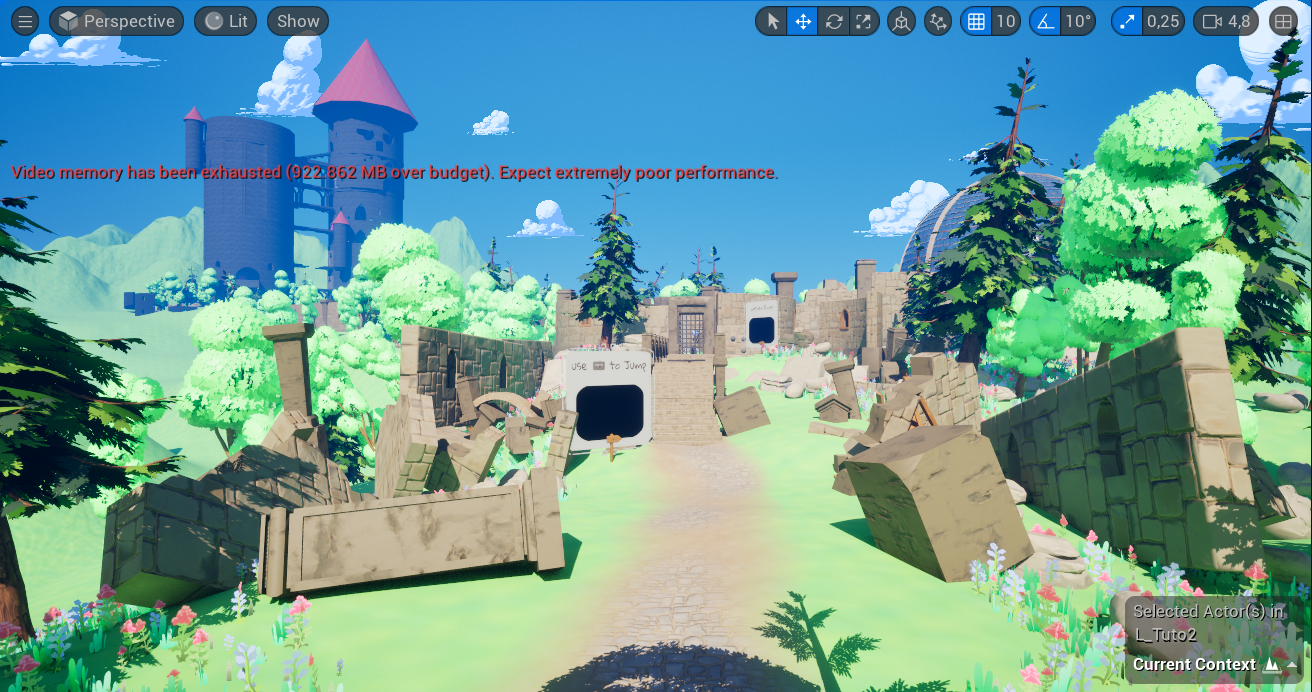 Perspective Lit Show 10 10° 0,25 4,8
Video memory has been exhausted (922.862 MB over budget). Expect extremely poor performance.
Use to Jump
Selected Actor(s) in
L_Tuto2
Current Context